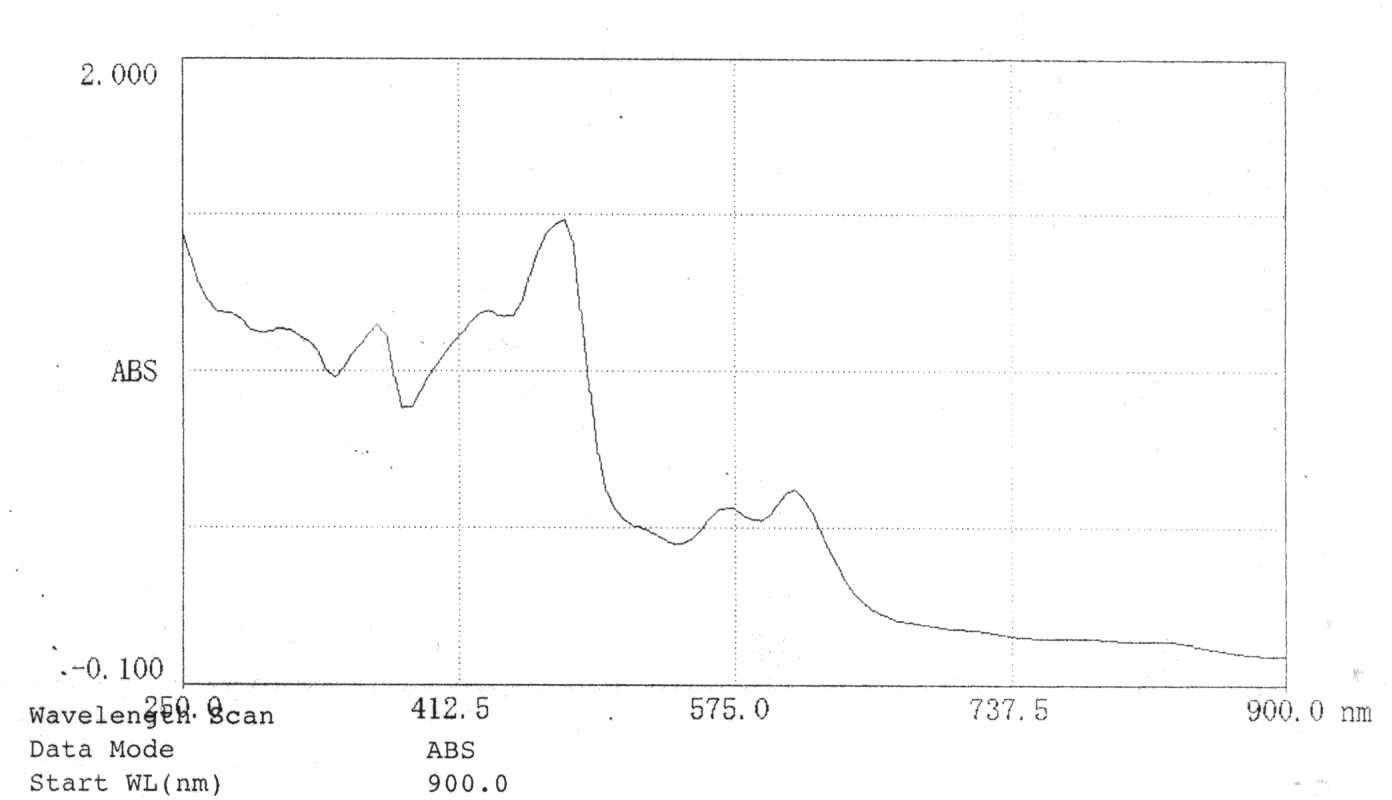 2.000
ABS
-0.100
250.0 412.5 575.0 737.5 900.0 nm
Wavelength Scan
Data Mode ABS
Start WL(nm) 900.0